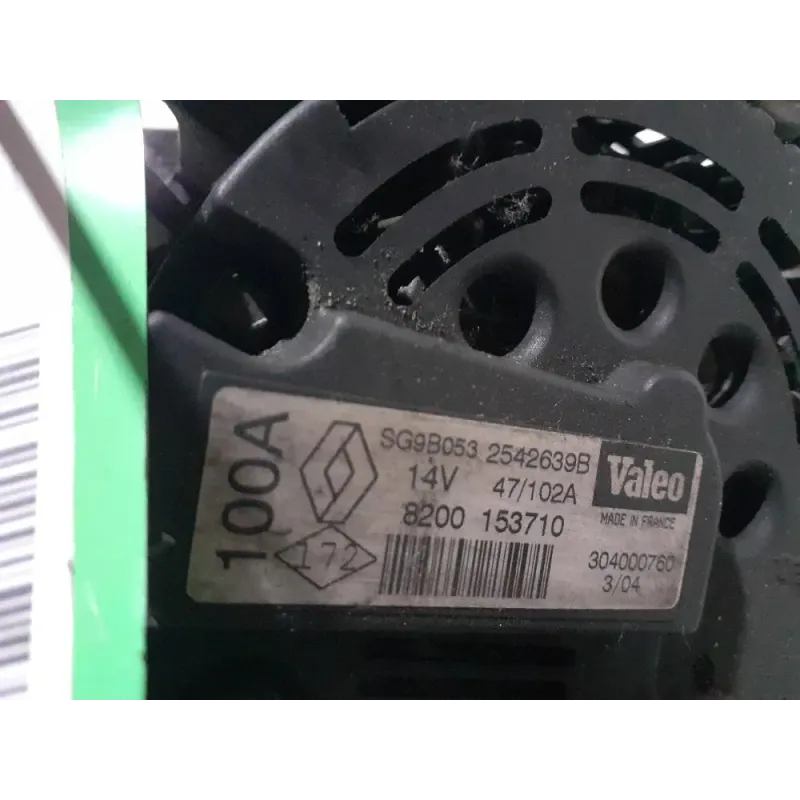 100A
SG9B053 2542639B
14V 47/102A
8200 153710
172
Valeo
MADE IN FRANCE
304000760
3/04